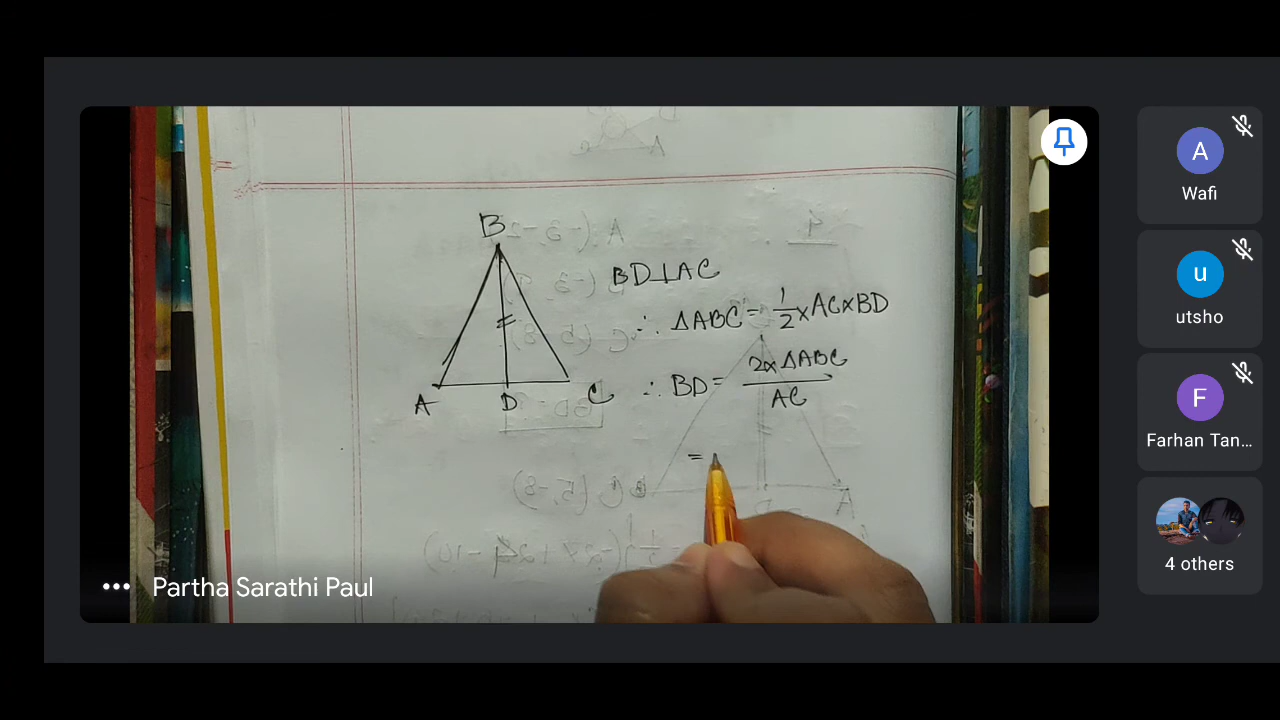 B
BD⊥AC
∴ ΔABC = 1/2 × AC × BD
∴ BD = 2 × ΔABC / AC
A D C
=
Partha Sarathi Paul
A
Wafi
u
utsho
F
Farhan Tan...
4 others